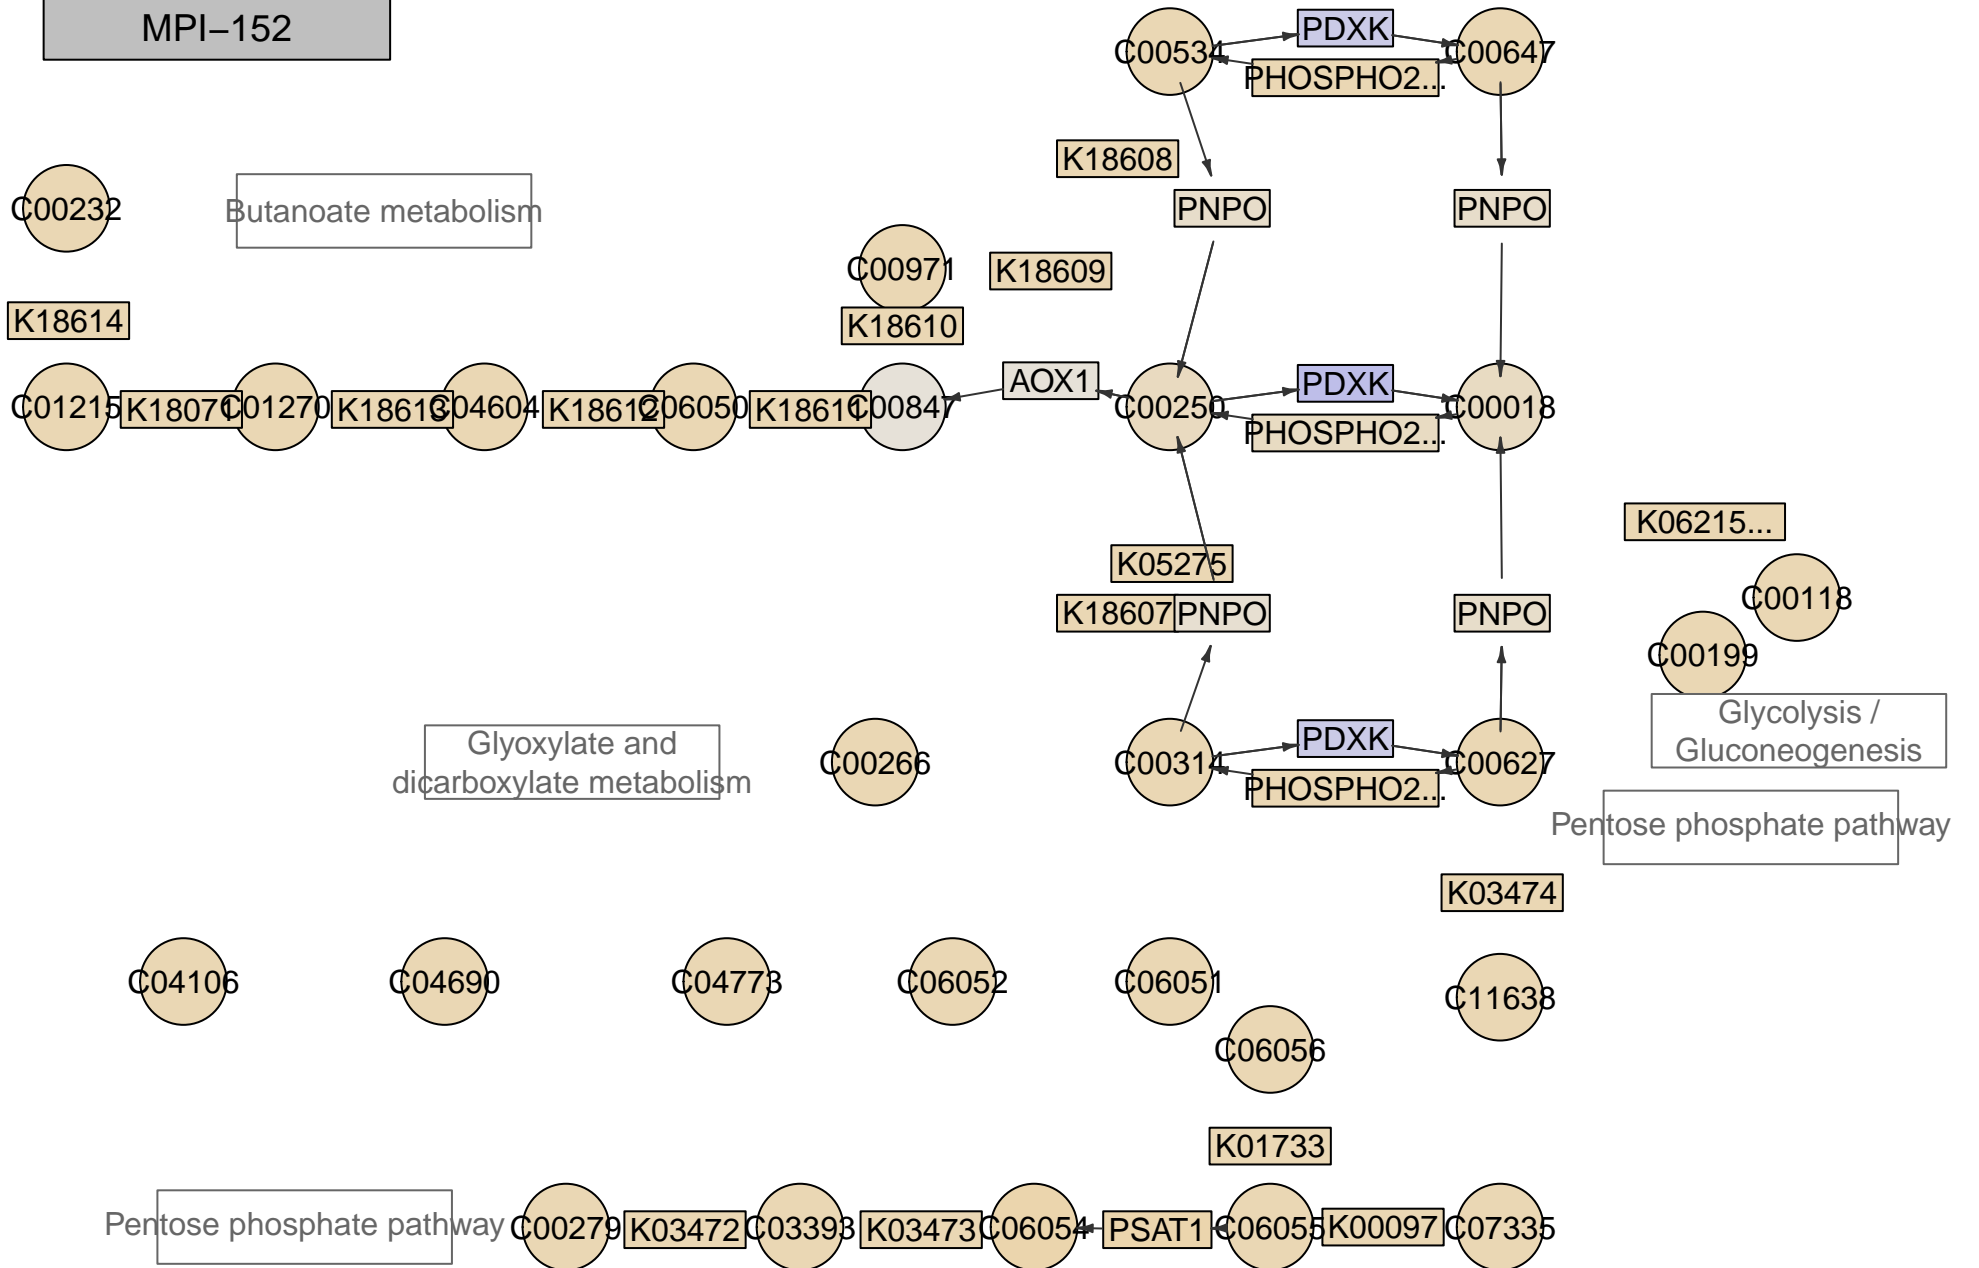 MPI–152
C00534
PDXK
C00647
PHOSPHO2...
K18608
C00232
Butanoate metabolism
PNPO
PNPO
C00971
K18609
K18614
K18610
C01215
K18071
C01270
K18613
C04604
K18612
C06050
K18611
C00847
AOX1
C00250
PDXK
C00018
PHOSPHO2...
K06215...
K05275
C00118
K18607
PNPO
PNPO
C00199
Glyoxylate and
dicarboxylate metabolism
C00266
C00314
PDXK
C00627
PHOSPHO2...
Glycolysis /
Gluconeogenesis
Pentose phosphate pathway
K03474
C04106
C04690
C04773
C06052
C06051
C11638
C06056
K01733
Pentose phosphate pathway
C00279
K03472
C03393
K03473
C06054
PSAT1
C06055
K00097
C07335